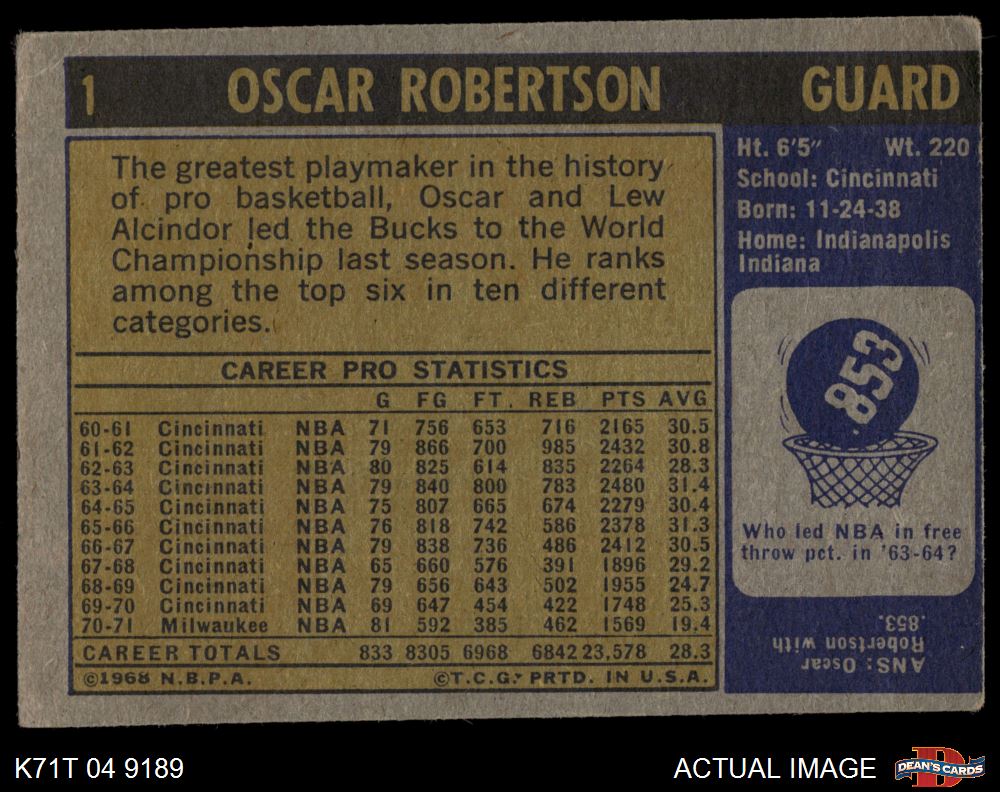 1 OSCAR ROBERTSON GUARD
The greatest playmaker in the history
of pro basketball, Oscar and Lew
Alcindor led the Bucks to the World
Championship last season. He ranks
among the top six in ten different
categories.
CAREER PRO STATISTICS
G FG FT. REB PTS AVG
60-61 Cincinnati NBA 71 756 653 716 2165 30.5
61-62 Cincinnati NBA 79 866 700 985 2432 30.8
62-63 Cincinnati NBA 80 825 614 835 2264 28.3
63-64 Cincinnati NBA 79 840 800 783 2480 31.4
64-65 Cincinnati NBA 75 807 665 674 2279 30.4
65-66 Cincinnati NBA 76 818 742 586 2378 31.3
66-67 Cincinnati NBA 79 838 736 486 2412 30.5
67-68 Cincinnati NBA 65 660 576 391 1896 29.2
68-69 Cincinnati NBA 79 656 643 502 1955 24.7
69-70 Cincinnati NBA 69 647 454 422 1748 25.3
70-71 Milwaukee NBA 81 592 385 462 1569 19.4
CAREER TOTALS 833 8305 6968 6842 23,578 28.3
©1968 N.B.P.A. ©T.C.G. PRTD. IN U.S.A.
Ht. 6'5" Wt. 220
School: Cincinnati
Born: 11-24-38
Home: Indianapolis
Indiana
853
Who led NBA in free
throw pct. in '63-64?
ANS: Oscar
Robertson with
.853.
K71T 04 9189 ACTUAL IMAGE DEAN'S CARDS